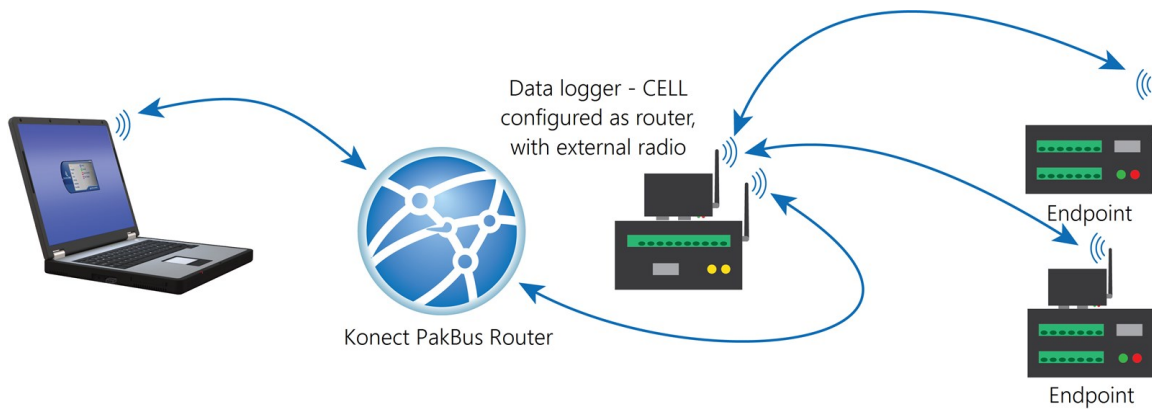 Data logger - CELL
configured as router,
with external radio
Konect PakBus Router
Endpoint
Endpoint